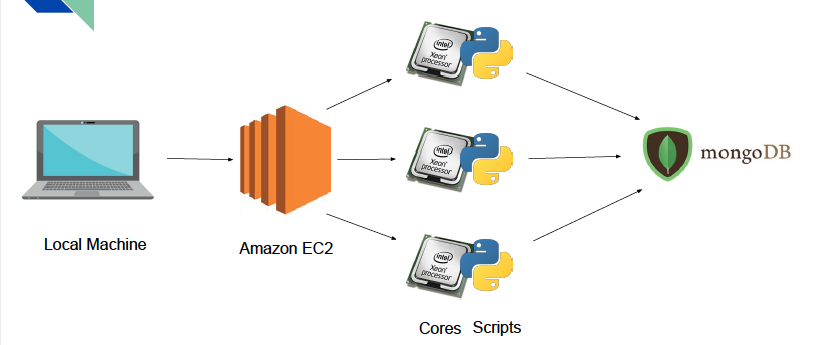 intel
Xeon
processor
intel
Xeon
processor
mongoDB
intel
Xeon
processor
Local Machine
Amazon EC2
Cores Scripts